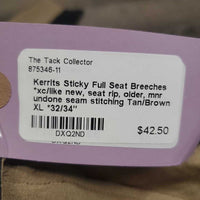 The Tack Collector
875346-11
Kerrits Sticky Full Seat Breeches
*xc/like new, seat rip, older, mnr
undone seam stitching Tan/Brown
XL *32/34"
DXQ2ND
$42.50